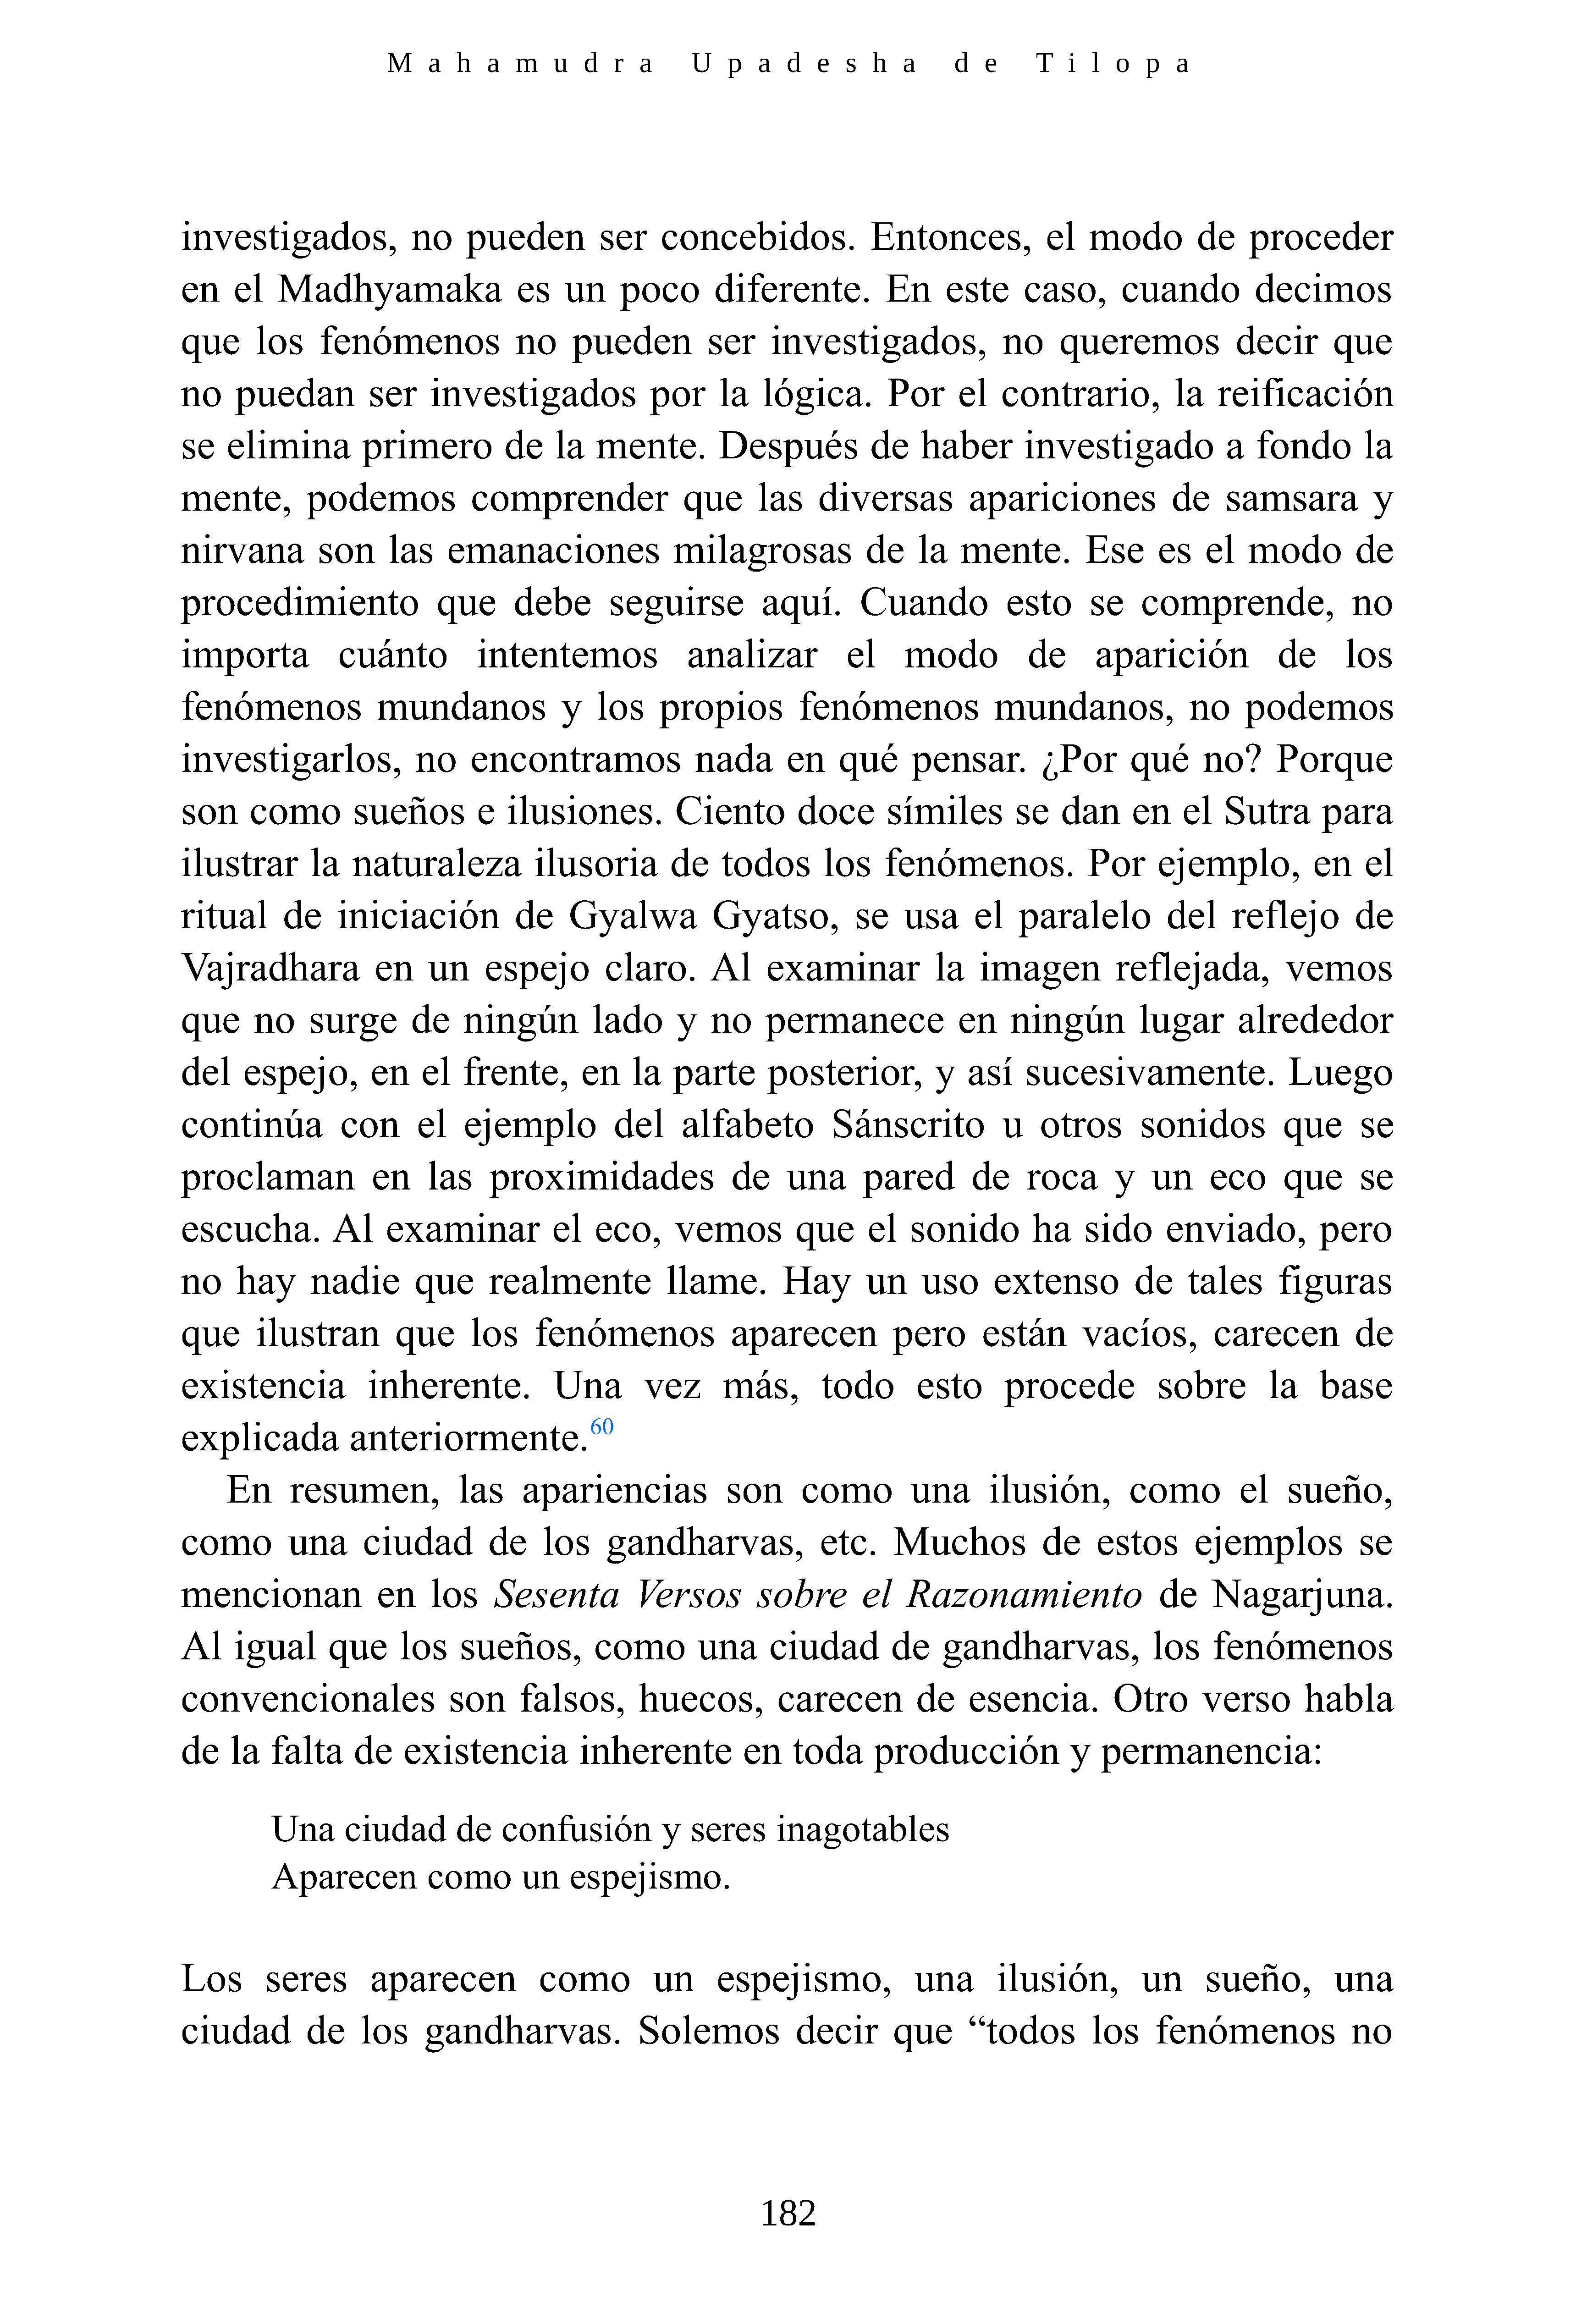 Mahamudra Upadesha de Tilopa
investigados, no pueden ser concebidos. Entonces, el modo de proceder
en el Madhyamaka es un poco diferente. En este caso, cuando decimos
que los fenómenos no pueden ser investigados, no queremos decir que
no puedan ser investigados por la lógica. Por el contrario, la reificación
se elimina primero de la mente. Después de haber investigado a fondo la
mente, podemos comprender que las diversas apariciones de samsara y
nirvana son las emanaciones milagrosas de la mente. Ese es el modo de
procedimiento que debe seguirse aquí. Cuando esto se comprende, no
importa cuánto intentemos analizar el modo de aparición de los
fenómenos mundanos y los propios fenómenos mundanos, no podemos
investigarlos, no encontramos nada en qué pensar. ¿Por qué no? Porque
son como sueños e ilusiones. Ciento doce símiles se dan en el Sutra para
ilustrar la naturaleza ilusoria de todos los fenómenos. Por ejemplo, en el
ritual de iniciación de Gyalwa Gyatso, se usa el paralelo del reflejo de
Vajradhara en un espejo claro. Al examinar la imagen reflejada, vemos
que no surge de ningún lado y no permanece en ningún lugar alrededor
del espejo, en el frente, en la parte posterior, y así sucesivamente. Luego
continúa con el ejemplo del alfabeto Sánscrito u otros sonidos que se
proclaman en las proximidades de una pared de roca y un eco que se
escucha. Al examinar el eco, vemos que el sonido ha sido enviado, pero
no hay nadie que realmente llame. Hay un uso extenso de tales figuras
que ilustran que los fenómenos aparecen pero están vacíos, carecen de
existencia inherente. Una vez más, todo esto procede sobre la base
explicada anteriormente.60
En resumen, las apariencias son como una ilusión, como el sueño,
como una ciudad de los gandharvas, etc. Muchos de estos ejemplos se
mencionan en los Sesenta Versos sobre el Razonamiento de Nagarjuna.
Al igual que los sueños, como una ciudad de gandharvas, los fenómenos
convencionales son falsos, huecos, carecen de esencia. Otro verso habla
de la falta de existencia inherente en toda producción y permanencia:
Una ciudad de confusión y seres inagotables
Aparecen como un espejismo.
Los seres aparecen como un espejismo, una ilusión, un sueño, una
ciudad de los gandharvas. Solemos decir que “todos los fenómenos no
182